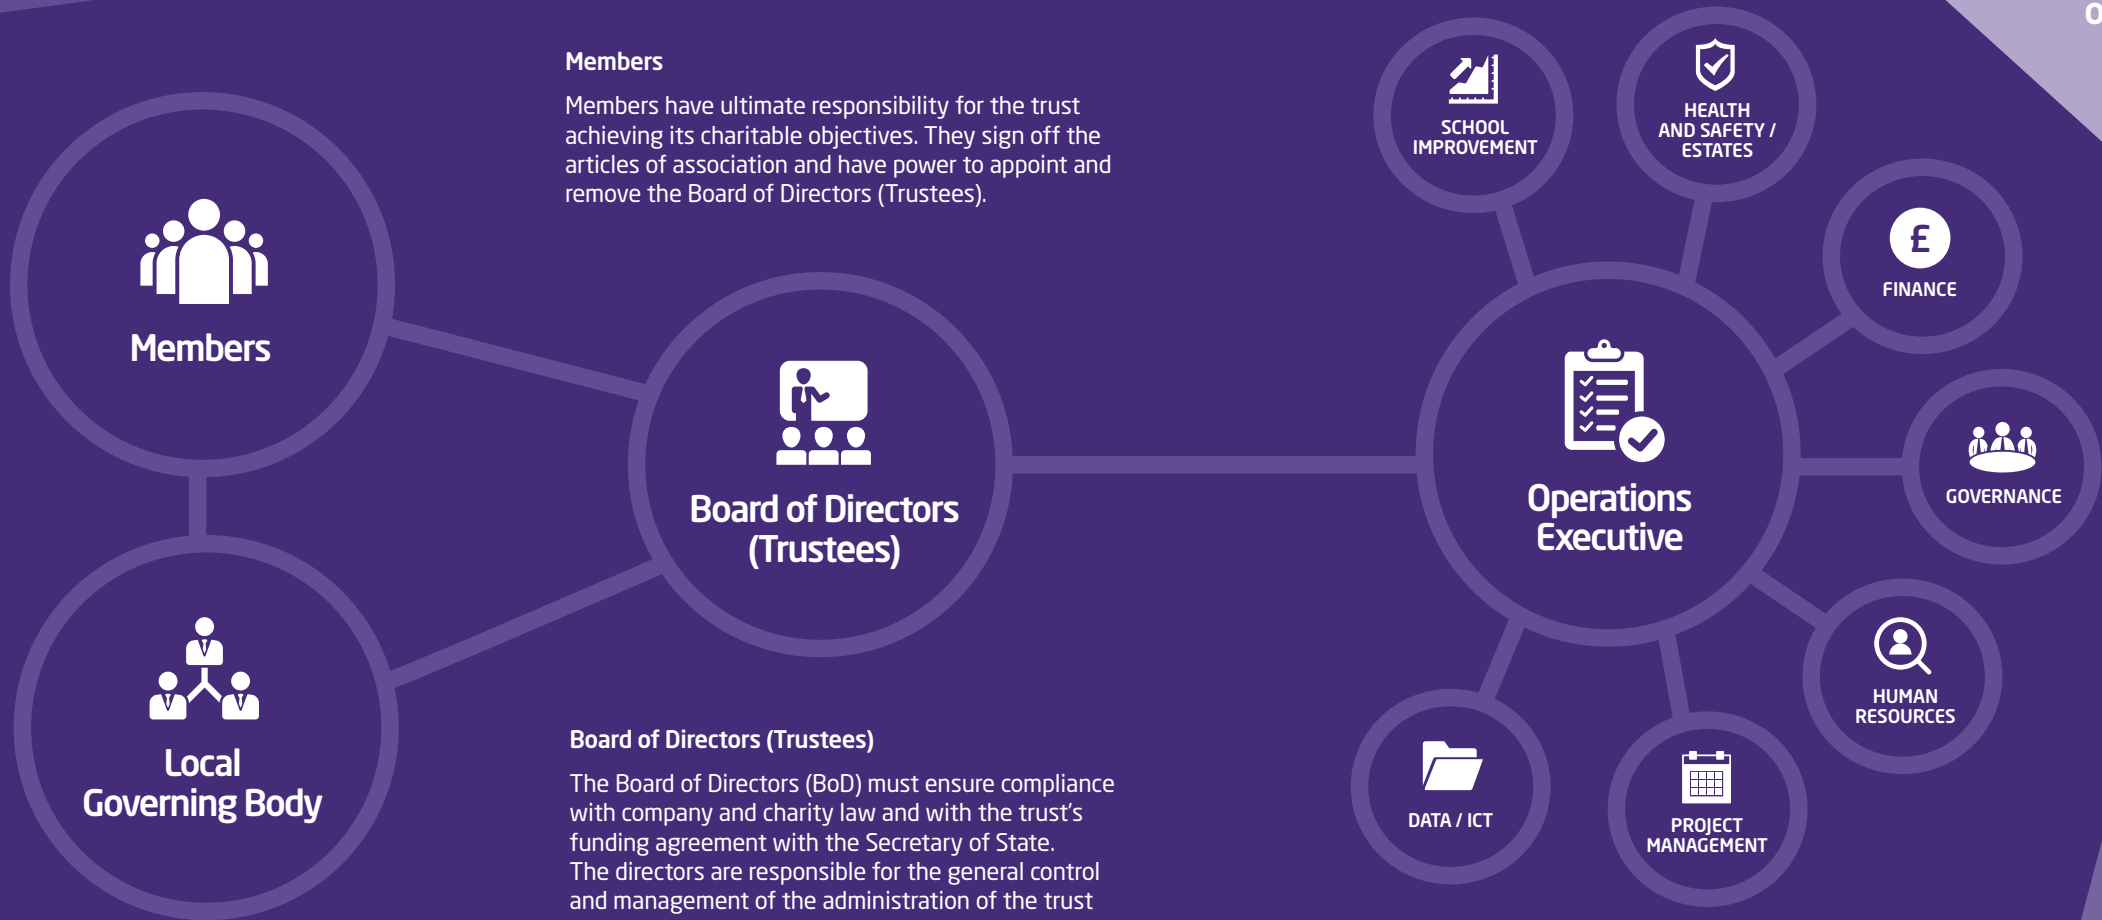 Members
Members have ultimate responsibility for the trust
achieving its charitable objectives. They sign off the
articles of association and have power to appoint and
remove the Board of Directors (Trustees).
Members
Local
Governing Body
Board of Directors
(Trustees)
Board of Directors (Trustees)
The Board of Directors (BoD) must ensure compliance
with company and charity law and with the trust’s
funding agreement with the Secretary of State.
The directors are responsible for the general control
and management of the administration of the trust
Operations
Executive
SCHOOL
IMPROVEMENT
HEALTH
AND SAFETY /
ESTATES
£
FINANCE
GOVERNANCE
HUMAN
RESOURCES
PROJECT
MANAGEMENT
DATA / ICT